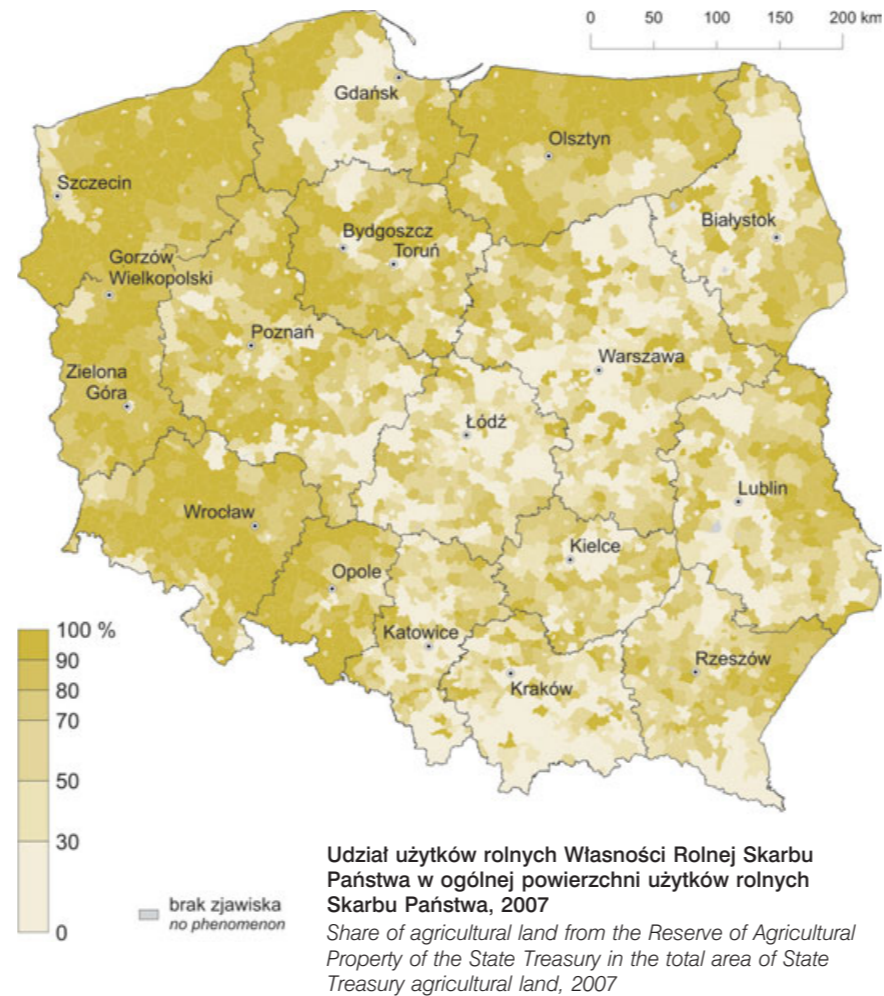 0 50 100 150 200 km
Gdańsk
Olsztyn
Szczecin
Białystok
Bydgoszcz
Toruń
Gorzów
Wielkopolski
Poznań
Warszawa
Zielona
Góra
Łódź
Lublin
Wrocław
Kielce
Opole
Katowice
Rzeszów
Kraków
100 %
90
80
70
50
30
0
brak zjawiska
no phenomenon
Udział użytków rolnych Własności Rolnej Skarbu
Państwa w ogólnej powierzchni użytków rolnych
Skarbu Państwa, 2007
Share of agricultural land from the Reserve of Agricultural
Property of the State Treasury in the total area of State
Treasury agricultural land, 2007